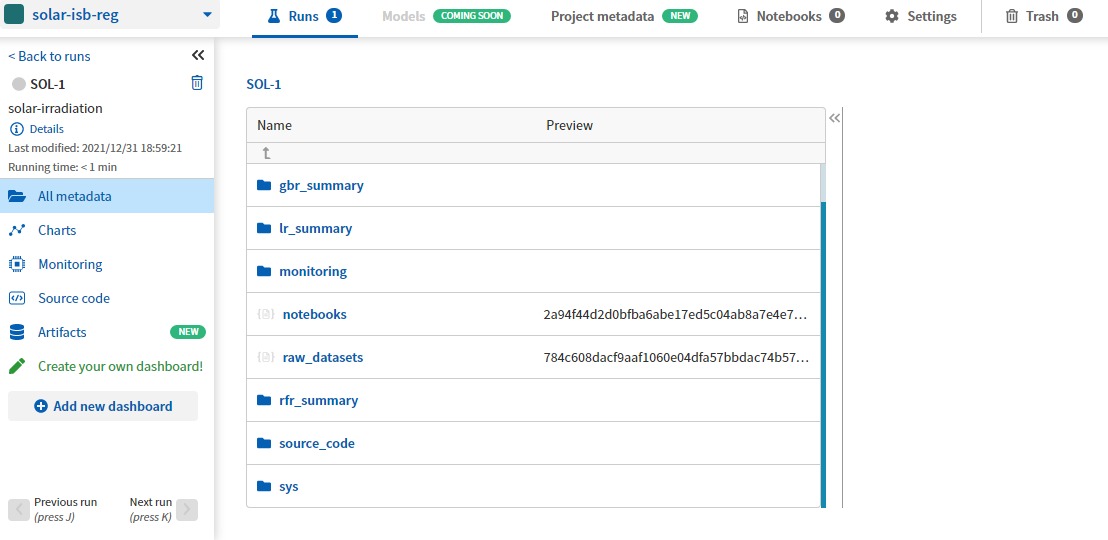 solar-isb-reg
Runs 1
Models COMING SOON
Project metadata NEW
Notebooks 0
Settings
Trash 0
< Back to runs
SOL-1
solar-irradiation
Details
Last modified: 2021/12/31 18:59:21
Running time: < 1 min
All metadata
Charts
Monitoring
Source code
Artifacts NEW
Create your own dashboard!
Add new dashboard
Previous run
(press J)
Next run
(press K)
SOL-1
Name Preview
gbr_summary
lr_summary
monitoring
notebooks 2a94f44d2d0bfba6abe17ed5c04ab8a7e4e7...
raw_datasets 784c608dacf9aaf1060e04dfa57bbdac74b57...
rfr_summary
source_code
sys